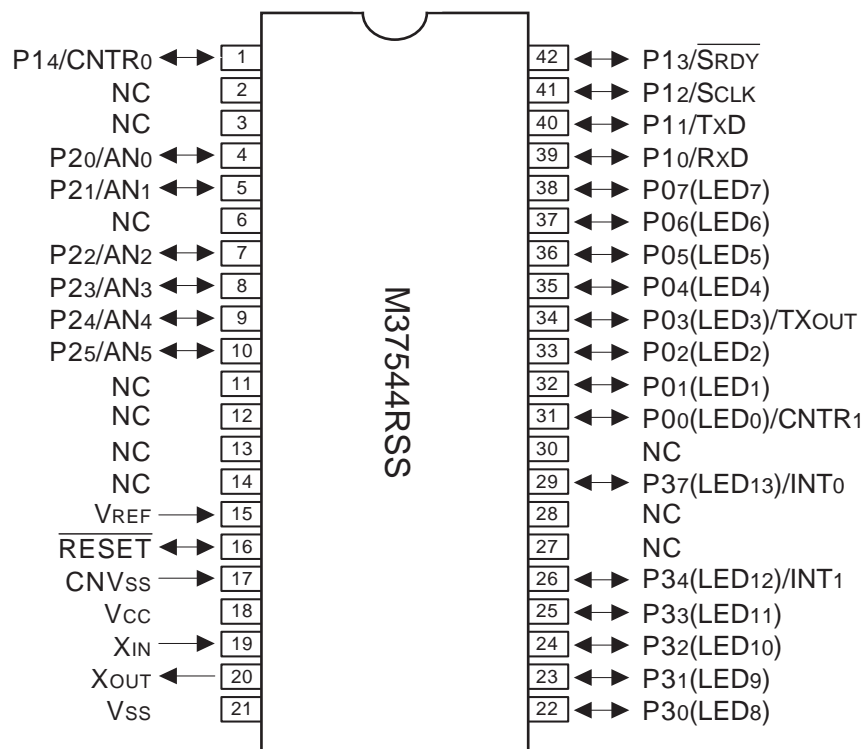 P14/CNTR0 1
NC 2
NC 3
P20/AN0 4
P21/AN1 5
NC 6
P22/AN2 7
P23/AN3 8
P24/AN4 9
P25/AN5 10
NC 11
NC 12
NC 13
NC 14
VREF 15
RESET 16
CNVSS 17
VCC 18
XIN 19
XOUT 20
VSS 21
M37544RSS
42 P13/SRDY
41 P12/SCLK
40 P11/TXD
39 P10/RXD
38 P07(LED7)
37 P06(LED6)
36 P05(LED5)
35 P04(LED4)
34 P03(LED3)/TXOUT
33 P02(LED2)
32 P01(LED1)
31 P00(LED0)/CNTR1
30 NC
29 P37(LED13)/INT0
28 NC
27 NC
26 P34(LED12)/INT1
25 P33(LED11)
24 P32(LED10)
23 P31(LED9)
22 P30(LED8)